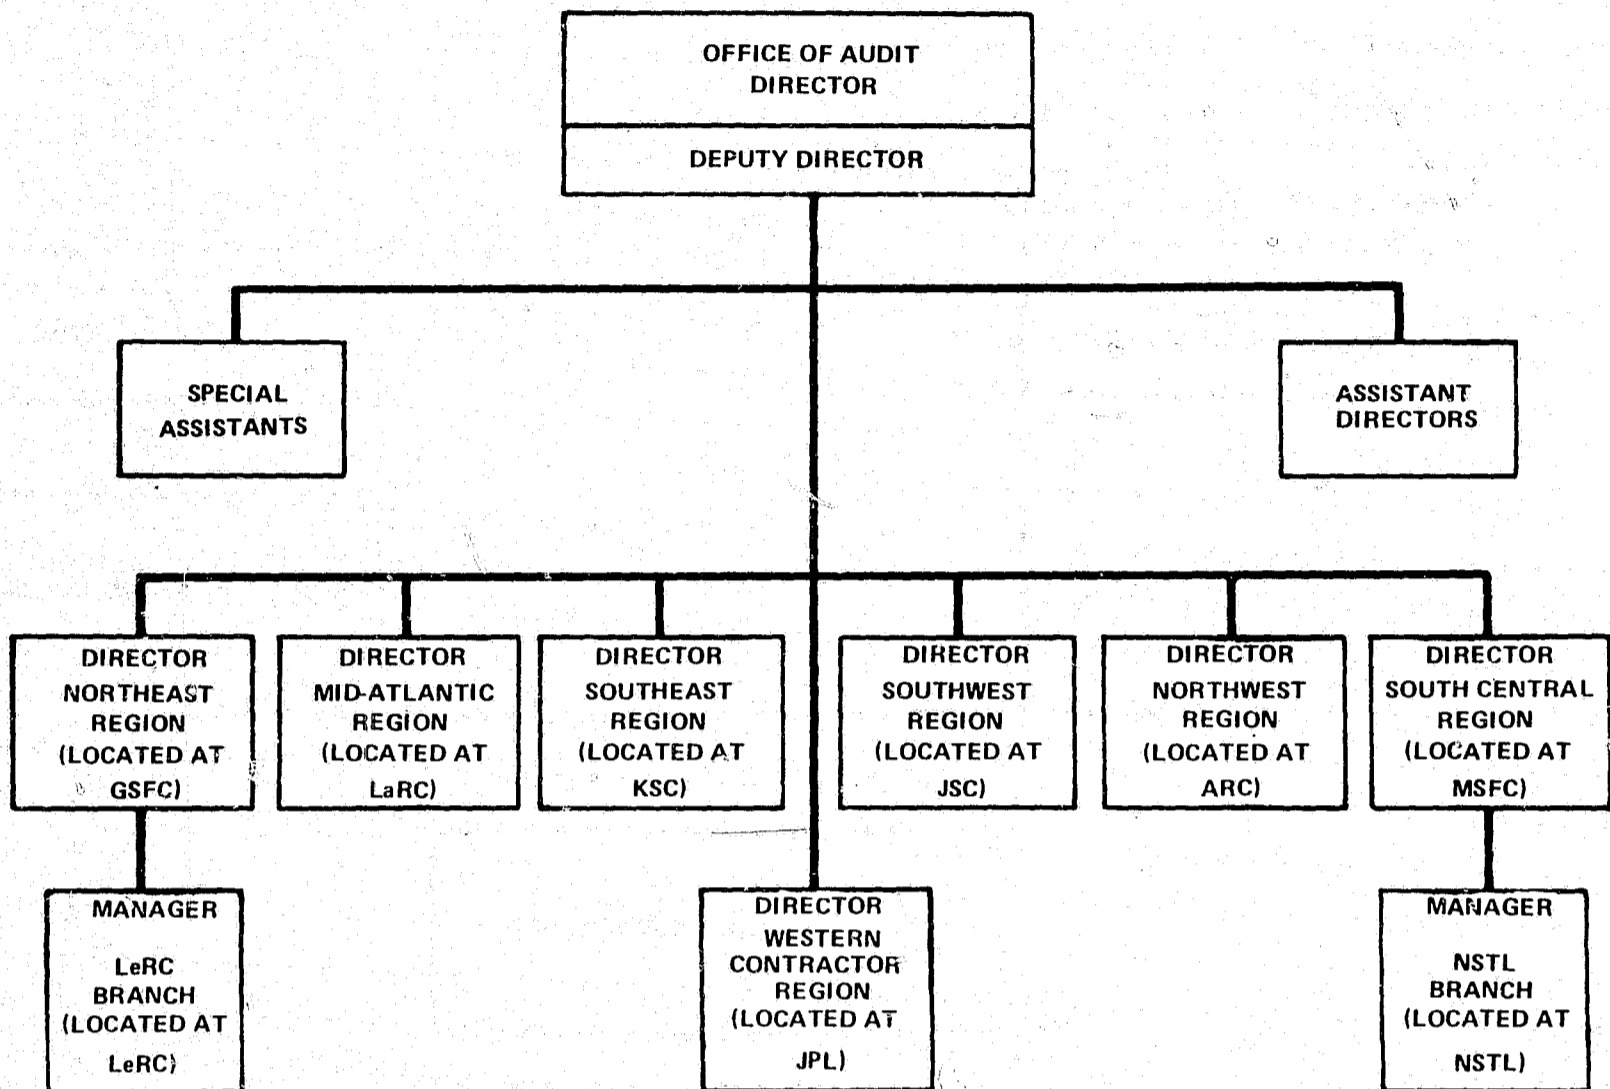 OFFICE OF AUDIT
DIRECTOR
DEPUTY DIRECTOR
SPECIAL
ASSISTANTS
ASSISTANT
DIRECTORS
DIRECTOR
NORTHEAST
REGION
(LOCATED AT
GSFC)
DIRECTOR
MID-ATLANTIC
REGION
(LOCATED AT
LaRC)
DIRECTOR
SOUTHEAST
REGION
(LOCATED AT
KSC)
DIRECTOR
SOUTHWEST
REGION
(LOCATED AT
JSC)
DIRECTOR
NORTHWEST
REGION
(LOCATED AT
ARC)
DIRECTOR
SOUTH CENTRAL
REGION
(LOCATED AT
MSFC)
MANAGER
LeRC
BRANCH
(LOCATED AT
LeRC)
DIRECTOR
WESTERN
CONTRACTOR
REGION
(LOCATED AT
JPL)
MANAGER
NSTL
BRANCH
(LOCATED AT
NSTL)